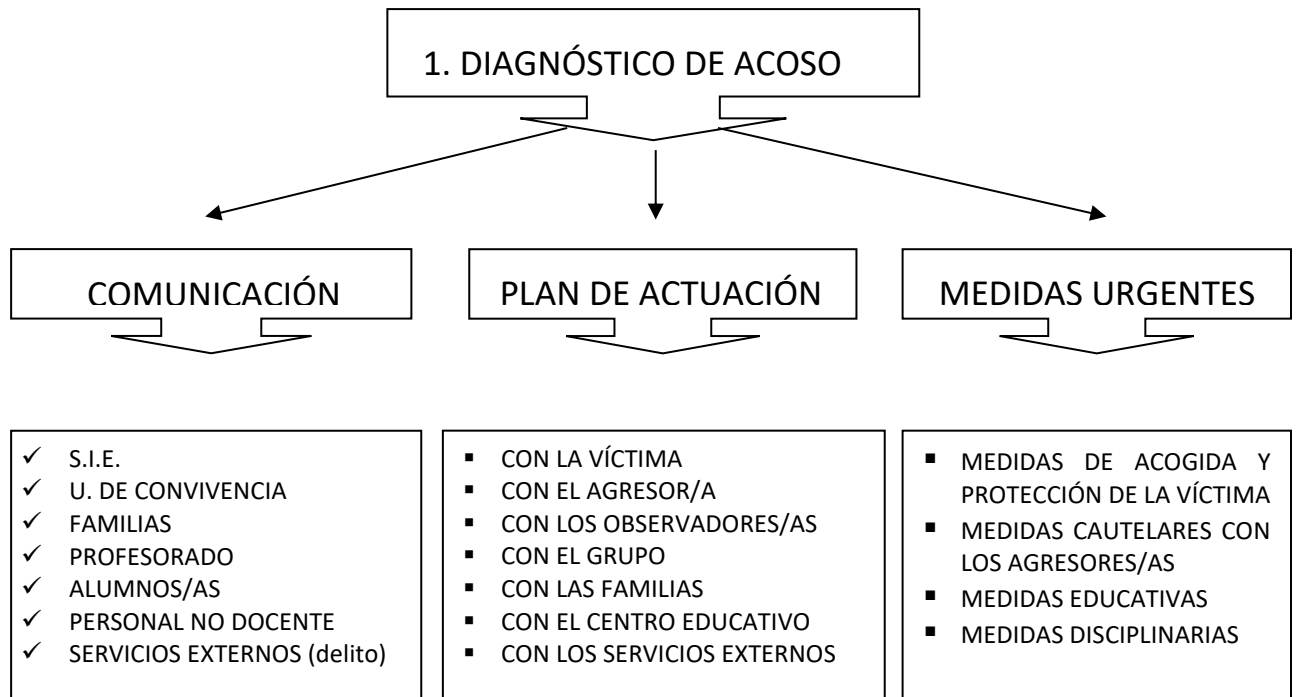 1. DIAGNÓSTICO DE ACOSO
COMUNICACIÓN
PLAN DE ACTUACIÓN
MEDIDAS URGENTES
✓ S.I.E.
✓ U. DE CONVIVENCIA
✓ FAMILIAS
✓ PROFESORADO
✓ ALUMNOS/AS
✓ PERSONAL NO DOCENTE
✓ SERVICIOS EXTERNOS (delito)
▪ CON LA VÍCTIMA
▪ CON EL AGRESOR/A
▪ CON LOS OBSERVADORES/AS
▪ CON EL GRUPO
▪ CON LAS FAMILIAS
▪ CON EL CENTRO EDUCATIVO
▪ CON LOS SERVICIOS EXTERNOS
▪ MEDIDAS DE ACOGIDA Y
PROTECCIÓN DE LA VÍCTIMA
▪ MEDIDAS CAUTELARES CON
LOS AGRESORES/AS
▪ MEDIDAS EDUCATIVAS
▪ MEDIDAS DISCIPLINARIAS